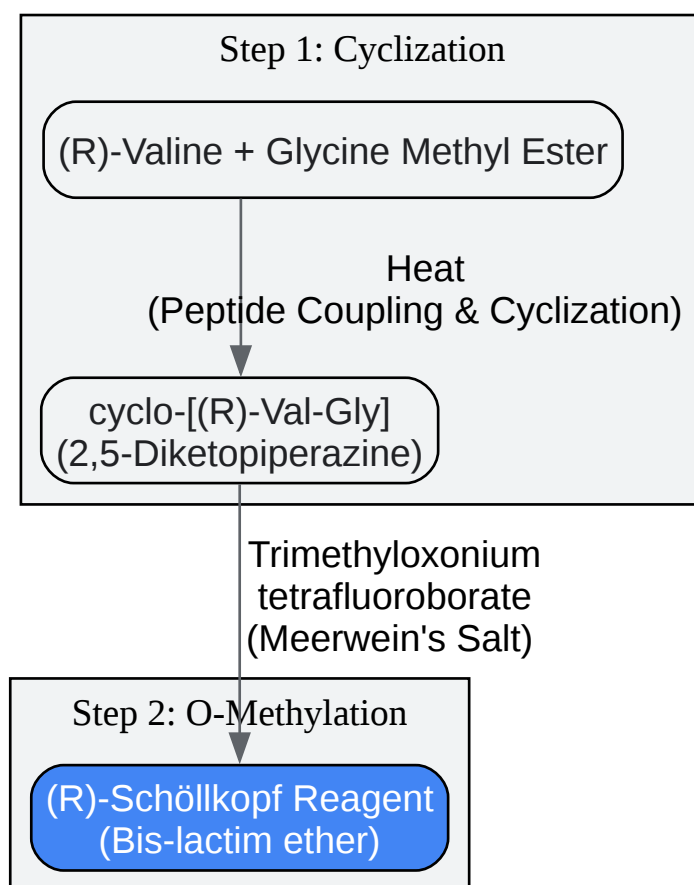 Step 1: Cyclization
(R)-Valine + Glycine Methyl Ester
Heat
(Peptide Coupling & Cyclization)
cyclo-[(R)-Val-Gly]
(2,5-Diketopiperazine)
Trimethyloxonium
tetrafluoroborate
(Meerwein's Salt)
Step 2: O-Methylation
(R)-Schöllkopf Reagent
(Bis-lactim ether)